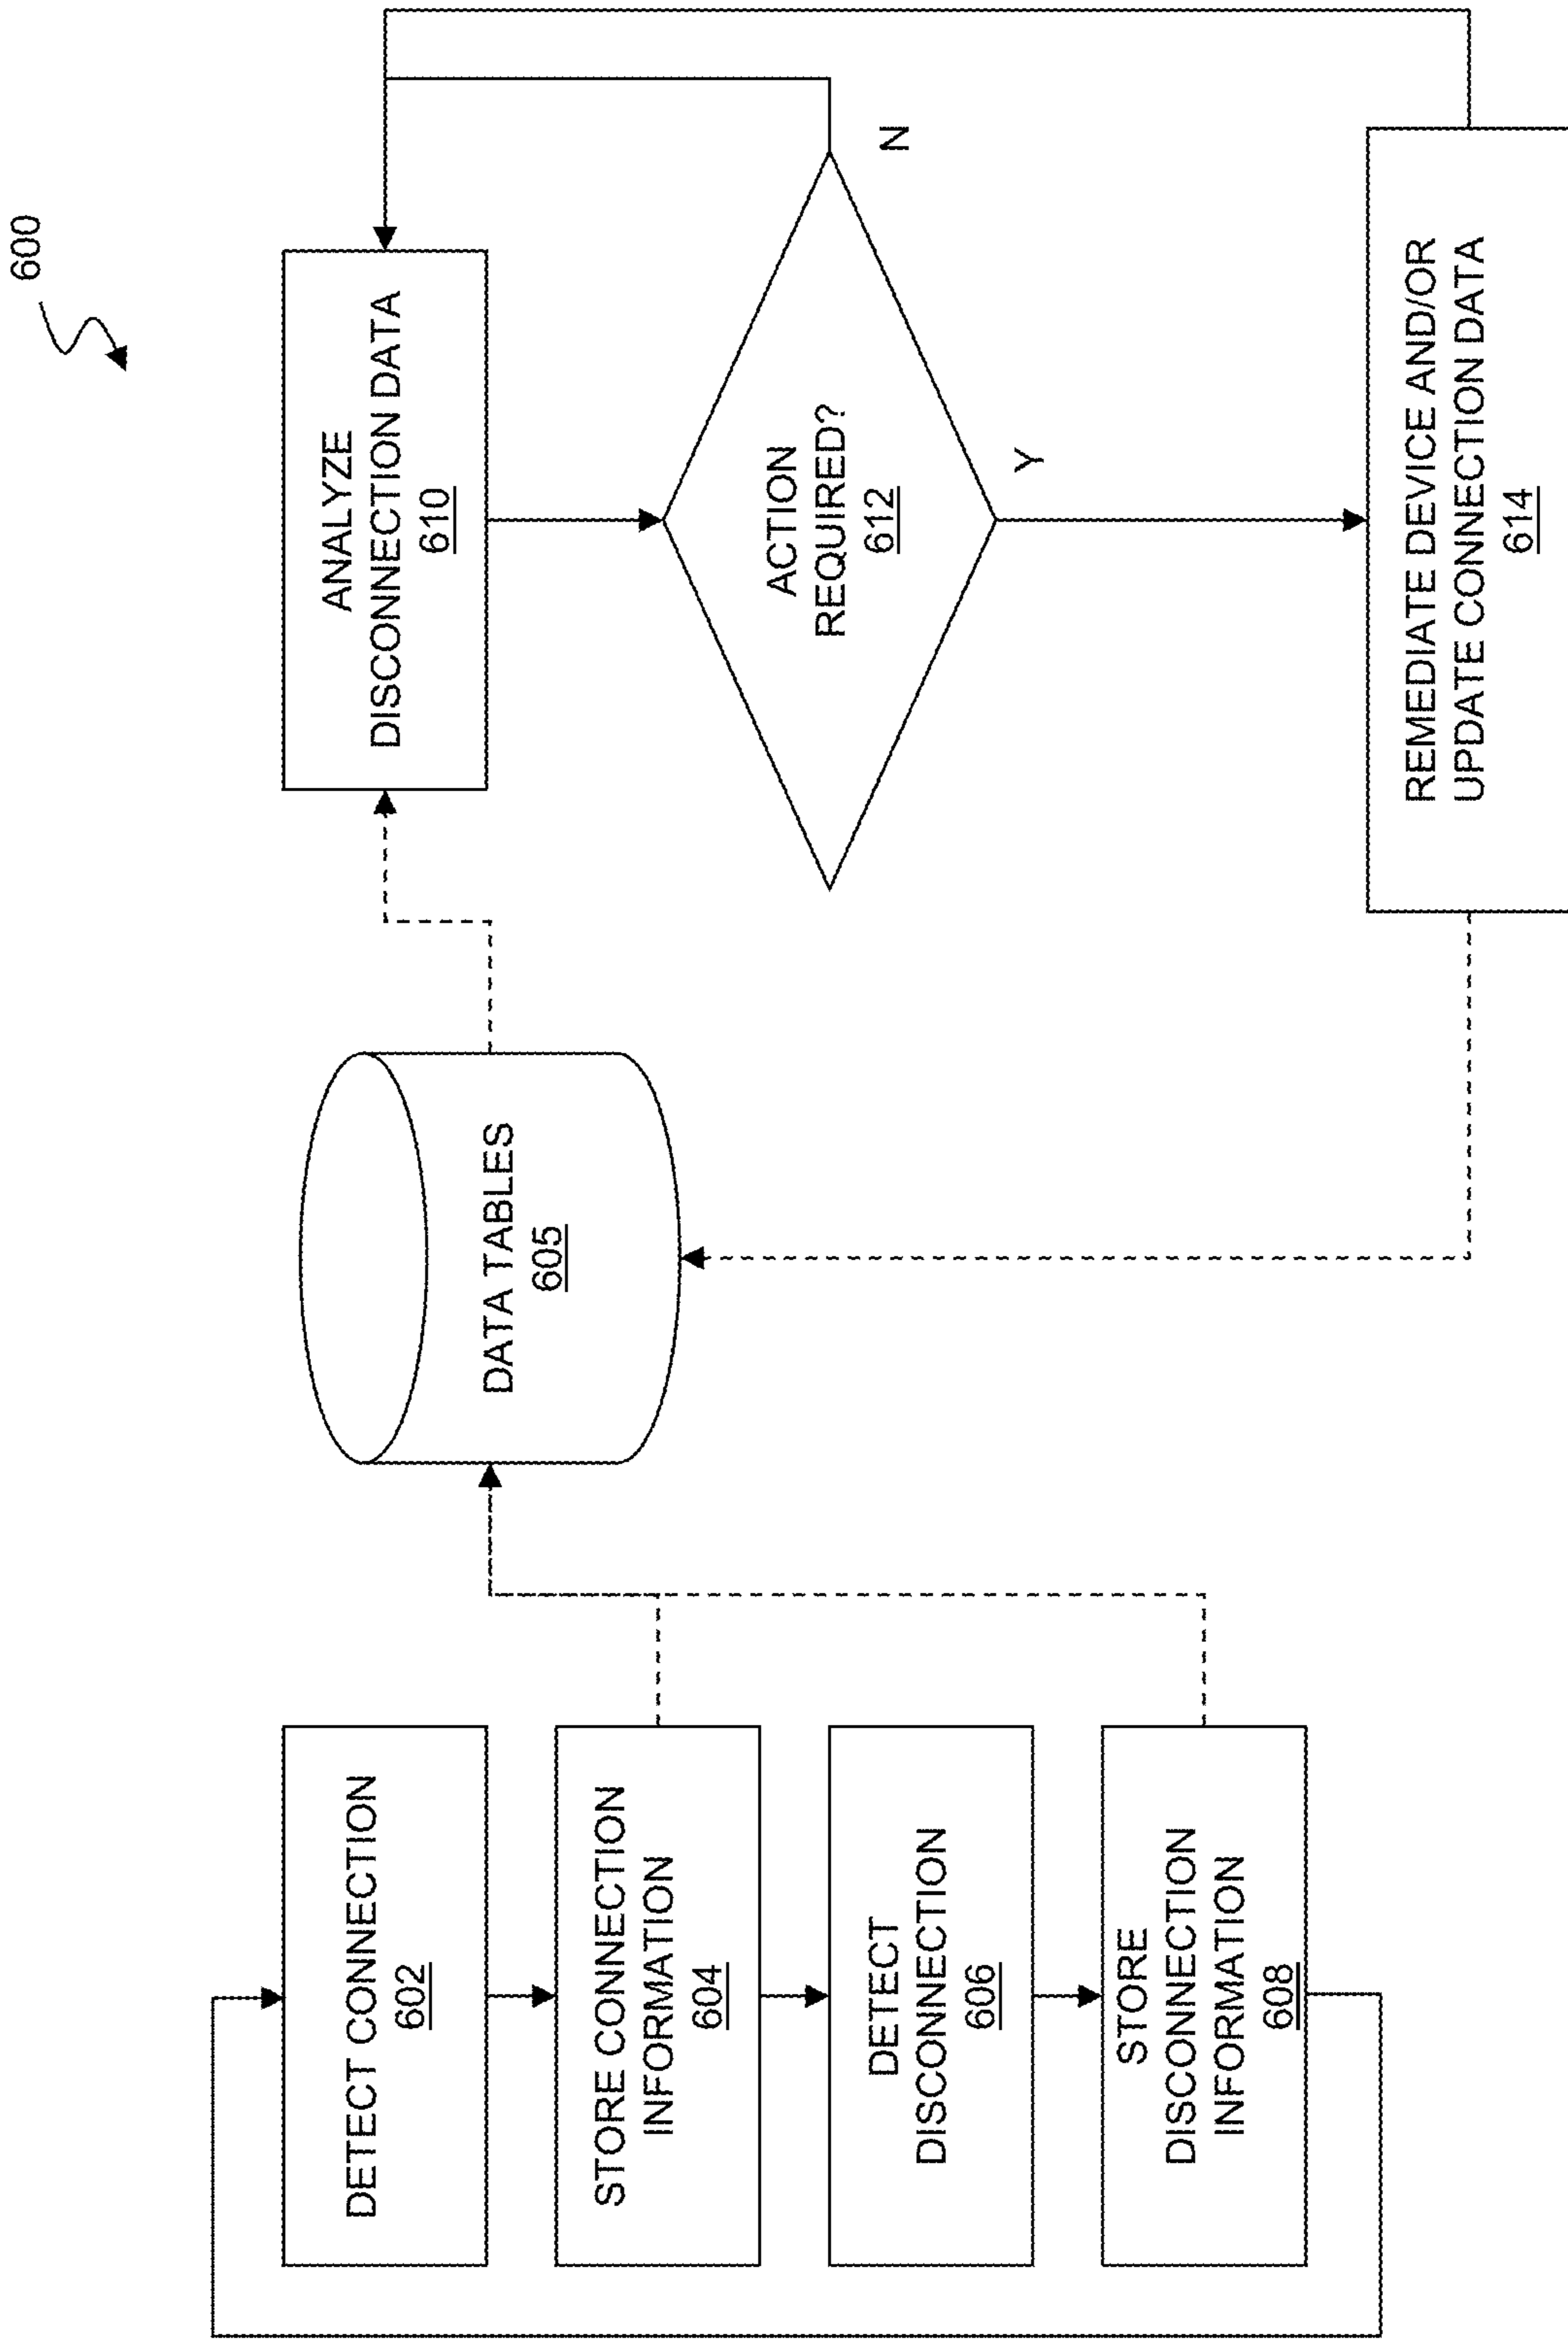 600
DETECT CONNECTION
602
STORE CONNECTION
INFORMATION
604
DETECT
DISCONNECTION
606
STORE
DISCONNECTION
INFORMATION
608
DATA TABLES
605
ANALYZE
DISCONNECTION DATA
610
ACTION
REQUIRED?
612
N
Y
REMEDIATE DEVICE AND/OR
UPDATE CONNECTION DATA
614